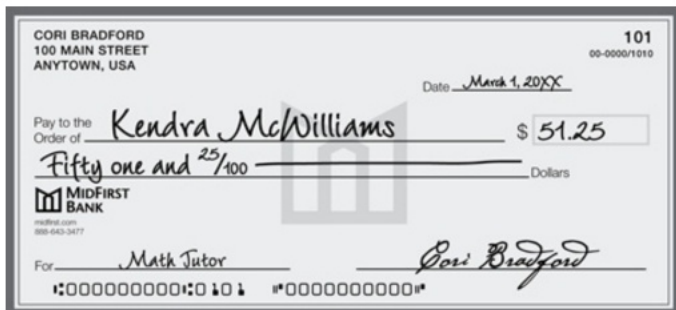 CORI BRADFORD
100 MAIN STREET
ANYTOWN, USA
101
00-0000/1010
Date March 1, 20XX
Pay to the
Order of Kendra McWilliams $ 51.25
Fifty one and 25/100 Dollars
MIDFIRST
BANK
midfirst.com
888-643-3477
For Math Tutor Cori Bradford
⑆000000000⑆0101 ⑈0000000000⑈